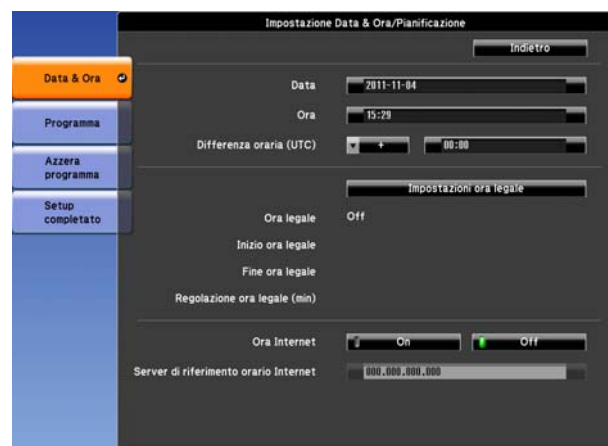 Impostazione Data & Ora/Pianificazione
Indietro
Data & Ora
Programma
Azzera
programma
Setup
completato
Data 2011-11-04
Ora 15:29
Differenza oraria (UTC) + 00:00
Impostazioni ora legale
Ora legale Off
Inizio ora legale
Fine ora legale
Regolazione ora legale (min)
Ora Internet On Off
Server di riferimento orario Internet 000.000.000.000